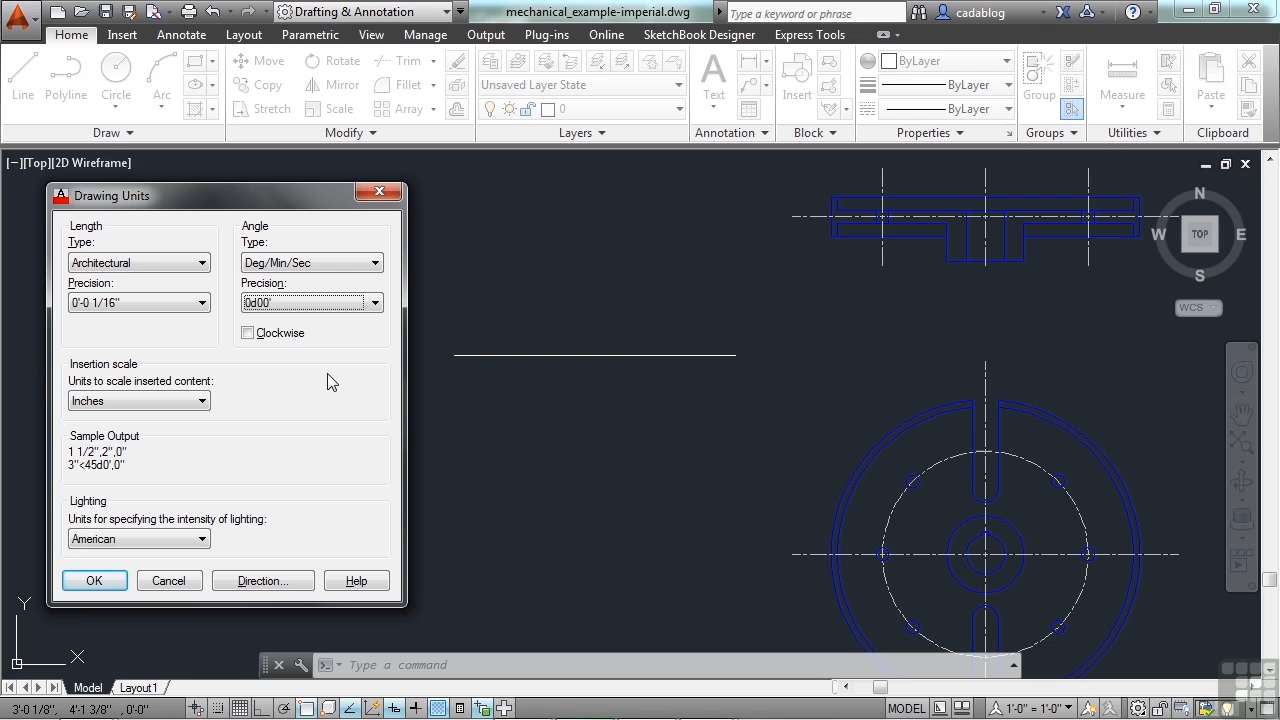 Drafting & Annotation
mechanical_example-imperial.dwg
Type a keyword or phrase
cadablog
Home
Insert
Annotate
Layout
Parametric
View
Manage
Plug-ins
Output
Online
SketchBook Designer
Express Tools
Line
Polyline
Circle
Arc
Move
Rotate
Trim
Copy
Mirror
Fillet
Stretch
Scale
Array
Unsaved Layer State
0
Text
Insert
ByLayer
ByLayer
ByLayer
Group
Measure
Paste
Draw
Modify
Layers
Annotation
Block
Properties
Groups
Utilities
Clipboard
[−][Top][2D Wireframe]
A
Drawing Units
Length
Type:
Architectural
Precision:
0'-0 1/16"
Angle
Type:
Deg/Min/Sec
Precision:
0d00'
Clockwise
Insertion scale
Units to scale inserted content:
Inches
Sample Output
1 1/2",2",0"
3"<45d0',0"
Lighting
Units for specifying the intensity of lighting:
American
OK
Cancel
Direction...
Help
N
W
TOP
E
S
WCS
Y
X
Type a command
Model
Layout1
3'-0 1/8", 4'-1 3/8", 0'-0"
MODEL
1'-0" = 1'-0"